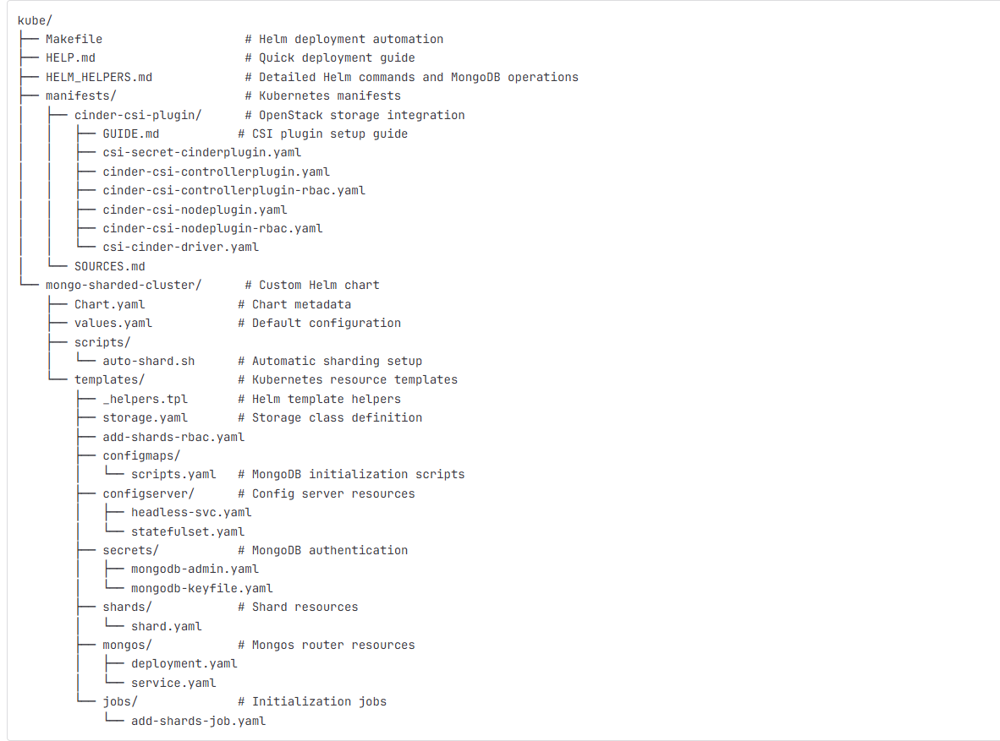 kube/
├── Makefile                    # Helm deployment automation
├── HELP.md                     # Quick deployment guide
├── HELM_HELPERS.md             # Detailed Helm commands and MongoDB operations
├── manifests/                  # Kubernetes manifests
│   ├── cinder-csi-plugin/      # OpenStack storage integration
│   │   ├── GUIDE.md           # CSI plugin setup guide
│   │   ├── csi-secret-cinderplugin.yaml
│   │   ├── cinder-csi-controllerplugin.yaml
│   │   ├── cinder-csi-controllerplugin-rbac.yaml
│   │   ├── cinder-csi-nodeplugin.yaml
│   │   ├── cinder-csi-nodeplugin-rbac.yaml
│   │   └── csi-cinder-driver.yaml
│   └── SOURCES.md
└── mongo-sharded-cluster/      # Custom Helm chart
    ├── Chart.yaml             # Chart metadata
    ├── values.yaml            # Default configuration
    ├── scripts/
    │   └── auto-shard.sh      # Automatic sharding setup
    └── templates/             # Kubernetes resource templates
        ├── _helpers.tpl       # Helm template helpers
        ├── storage.yaml       # Storage class definition
        ├── add-shards-rbac.yaml
        ├── configmaps/
        │   └── scripts.yaml   # MongoDB initialization scripts
        ├── configserver/      # Config server resources
        │   ├── headless-svc.yaml
        │   └── statefulset.yaml
        ├── secrets/           # MongoDB authentication
        │   ├── mongodb-admin.yaml
        │   └── mongodb-keyfile.yaml
        ├── shards/            # Shard resources
        │   └── shard.yaml
        ├── mongos/            # Mongos router resources
        │   ├── deployment.yaml
        │   └── service.yaml
        └── jobs/              # Initialization jobs
            └── add-shards-job.yaml